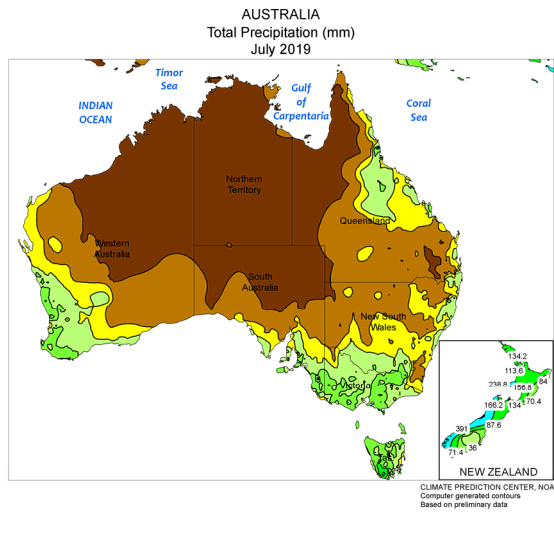 AUSTRALIA
Total Precipitation (mm)
July 2019
Timor
Sea
INDIAN
OCEAN
Gulf
of
Carpentaria
Coral
Sea
Northern
Territory
Queensland
Western
Australia
South
Australia
New South
Wales
Victoria
134.2
113.6
238.8
156.8
84
166.2
134
70.4
391
87.6
36
71.4
NEW ZEALAND
CLIMATE PREDICTION CENTER, NOA
Computer generated contours
Based on preliminary data